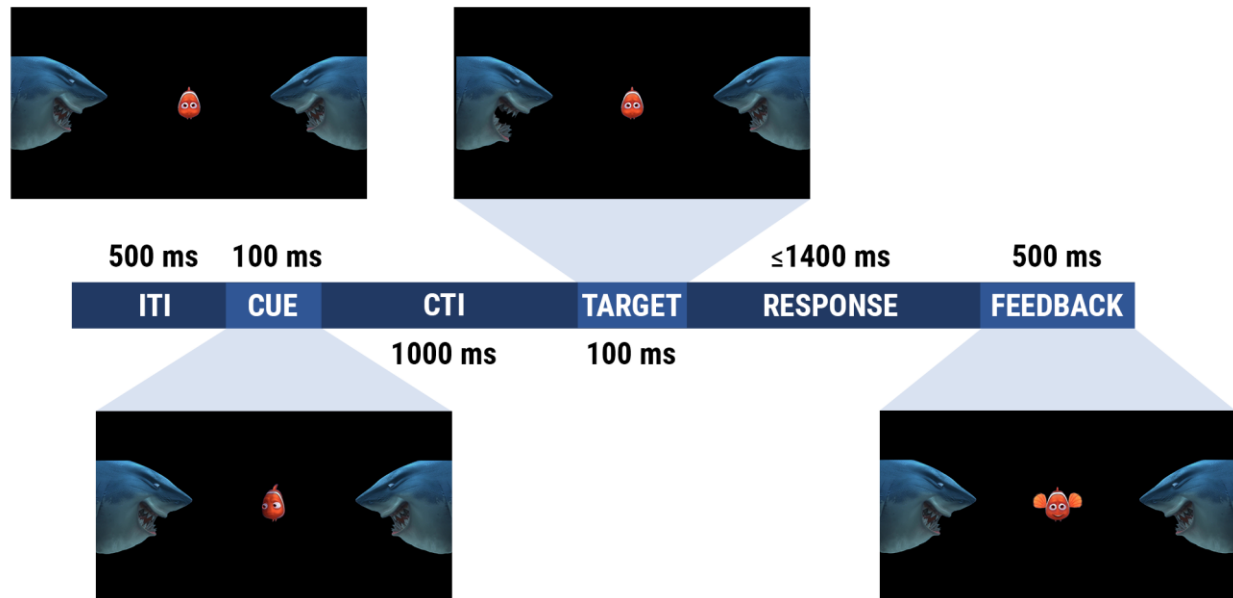 500 ms 100 ms ≤1400 ms 500 ms
ITI CUE CTI TARGET RESPONSE FEEDBACK
1000 ms 100 ms